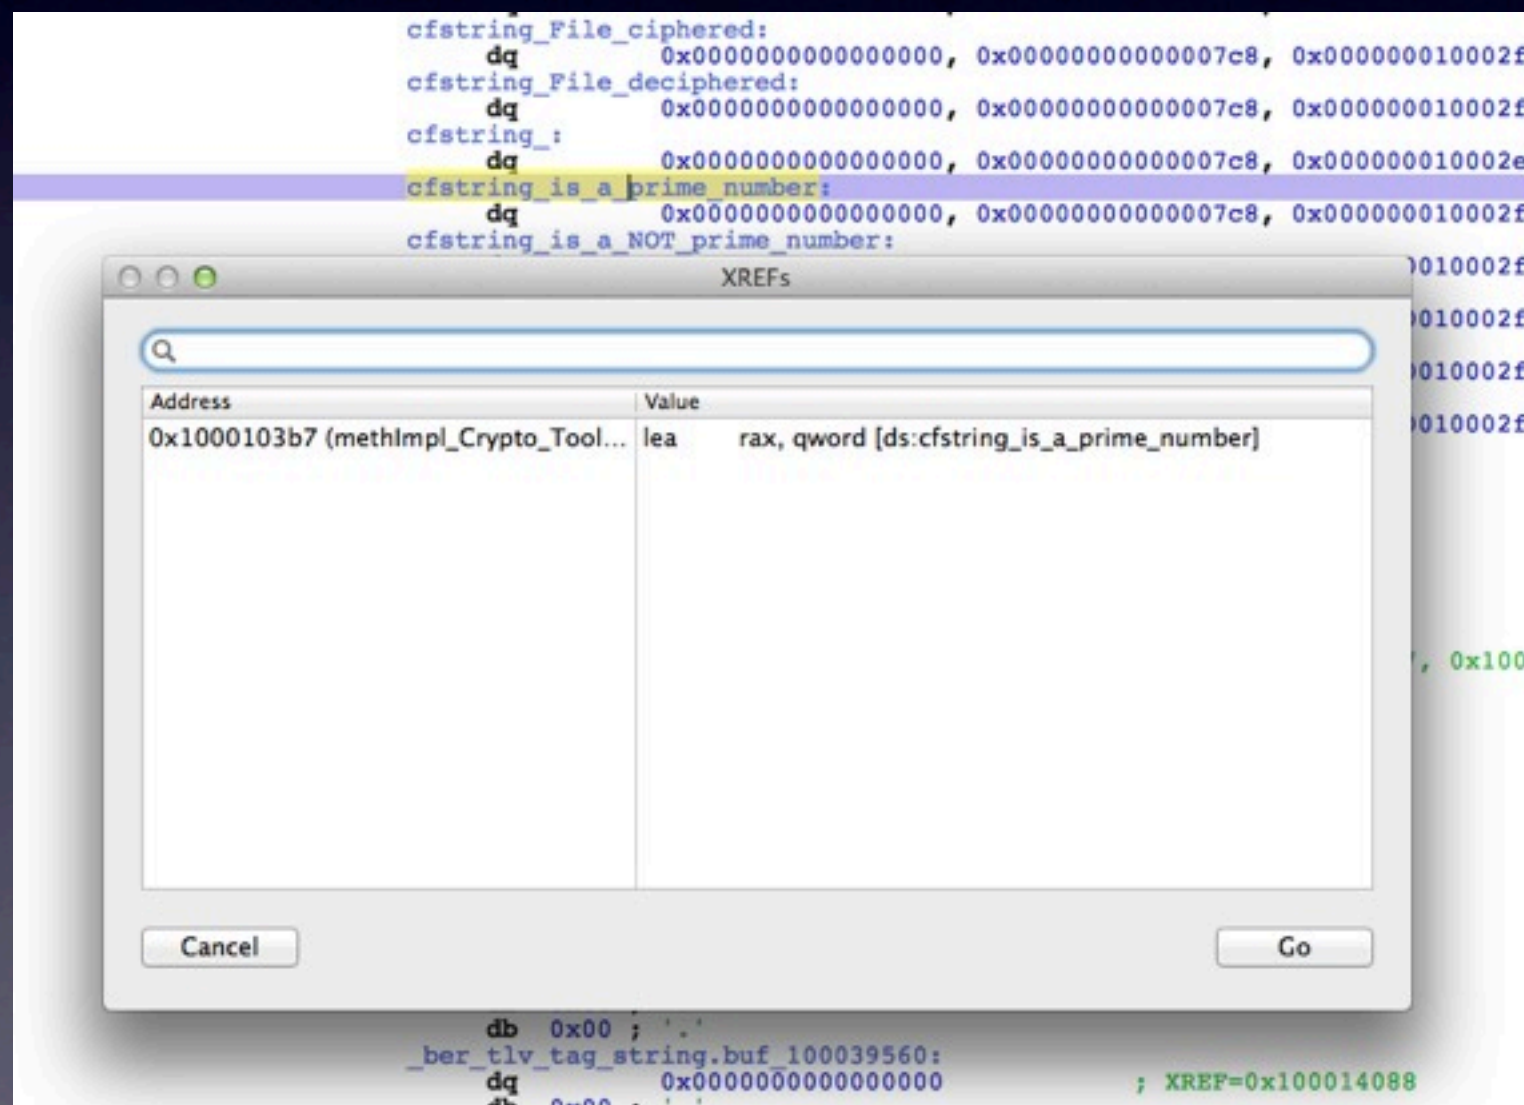 cfstring_File_ciphered:
dq 0x0000000000000000, 0x00000000000007c8, 0x000000010002f
cfstring_File_deciphered:
dq 0x0000000000000000, 0x00000000000007c8, 0x000000010002f
cfstring_:
dq 0x0000000000000000, 0x00000000000007c8, 0x000000010002e
cfstring_is_a_prime_number:
dq 0x0000000000000000, 0x00000000000007c8, 0x000000010002f
cfstring_is_a_NOT_prime_number:
0010002f
XREFs
0010002f
0010002f
Address Value
0010002f
0x1000103b7 (methImpl_Crypto_Tool... lea rax, qword [ds:cfstring_is_a_prime_number]
, 0x100
Cancel Go
db 0x00 ; '.'
_ber_tlv_tag_string.buf_100039560:
dq 0x0000000000000000 ; XREF=0x100014088